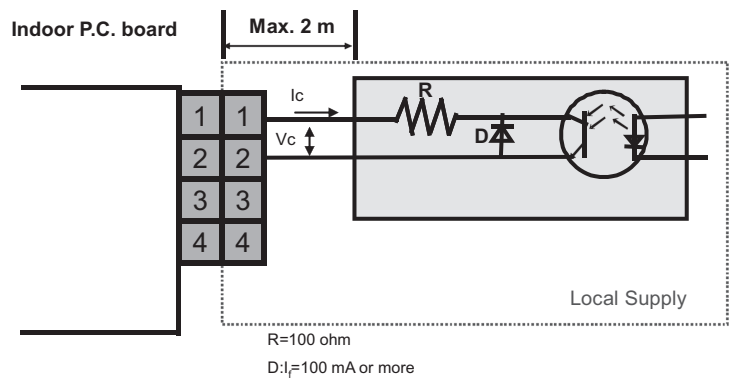 Indoor P.C. board
Max. 2 m
R
Ic
1 1
D
Vc
2 2
3 3
4 4
Local Supply
R=100 ohm
D:If=100 mA or more